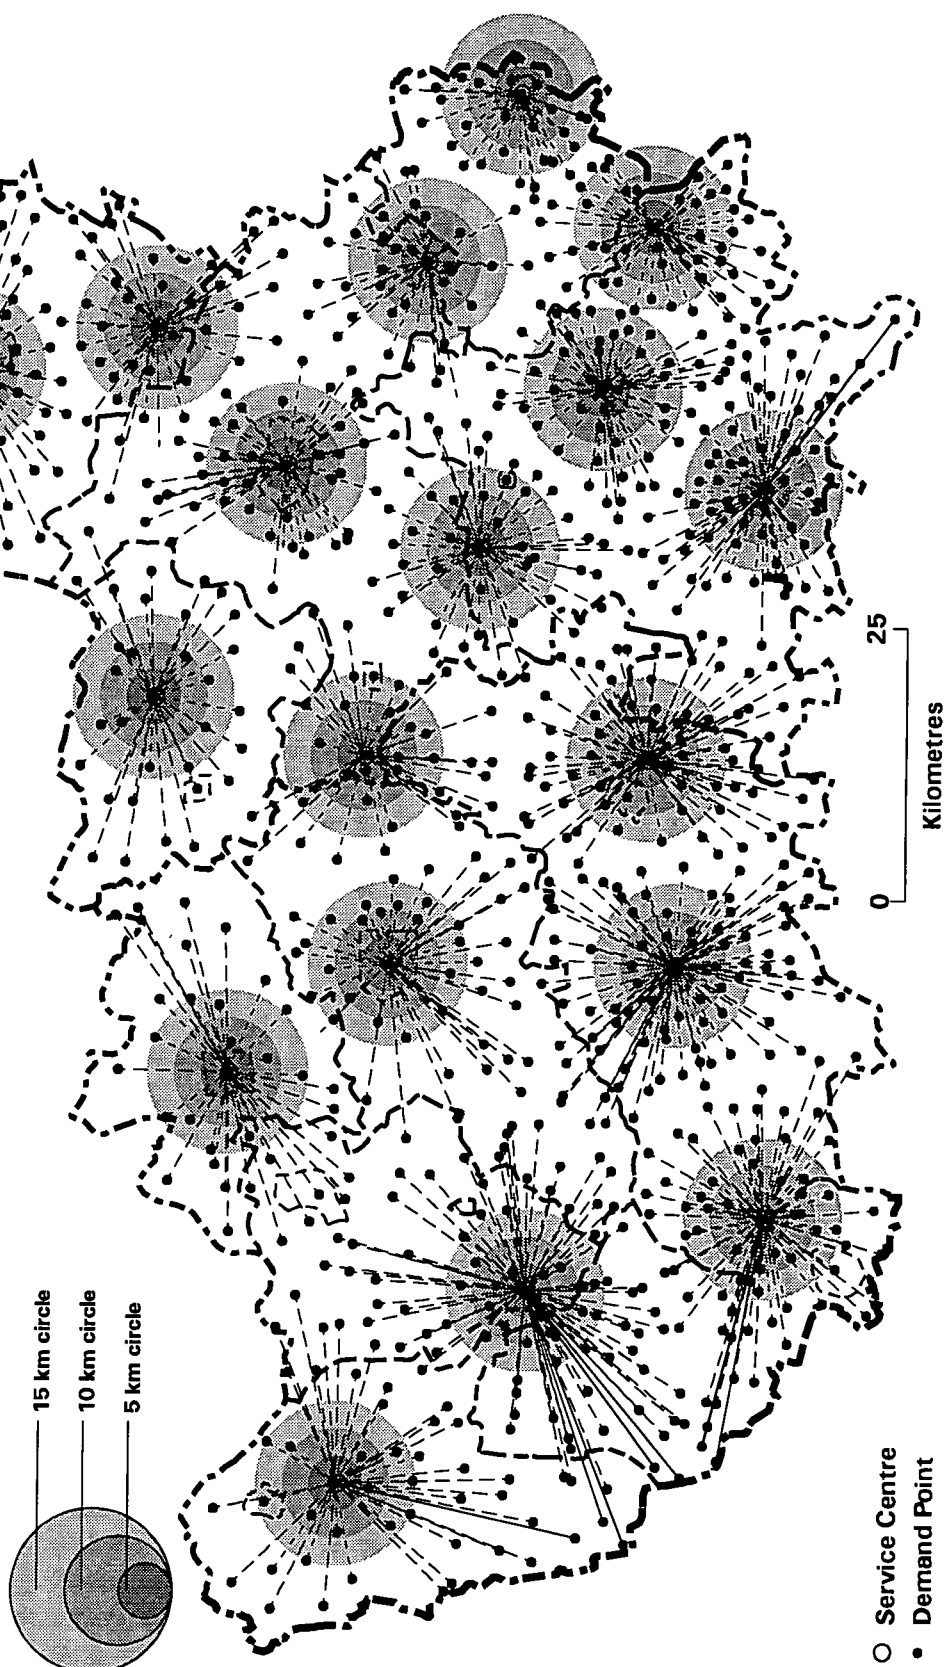 15 km circle
10 km circle
5 km circle
Service Centre
Demand Point
0 25
Kilometres